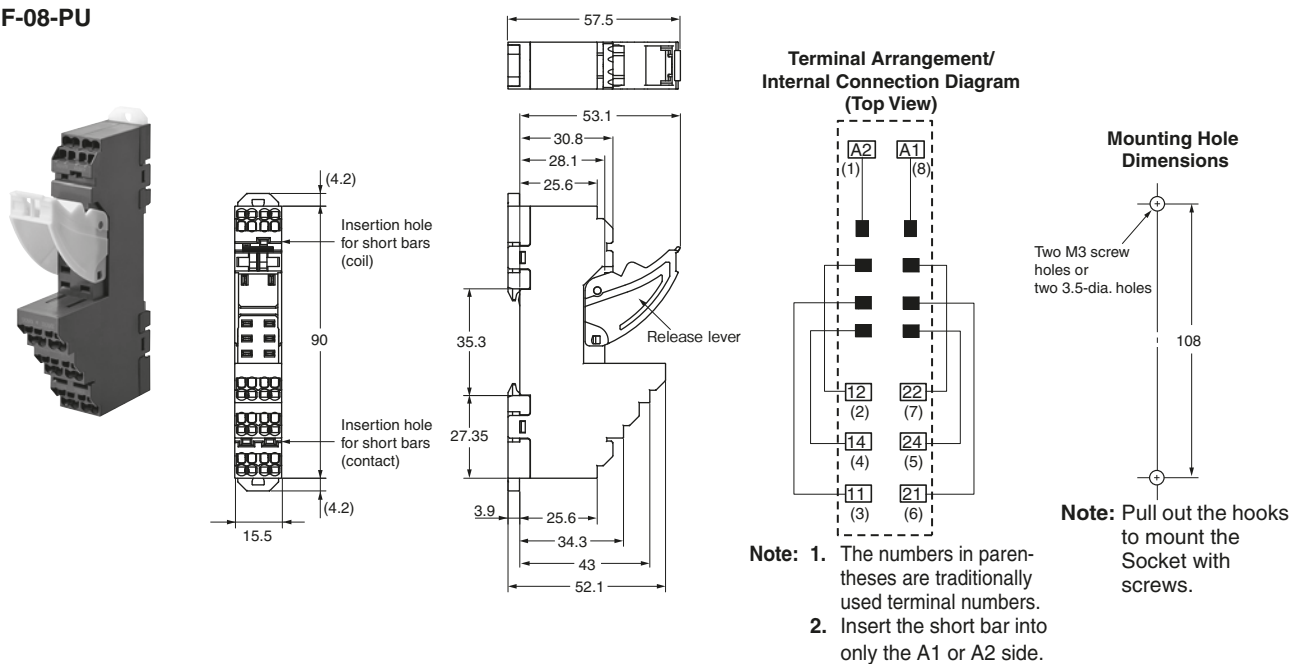 F-08-PU
57.5
53.1
30.8
28.1
25.6
(4.2)
Insertion hole
for short bars
(coil)
90
Insertion hole
for short bars
(contact)
(4.2)
15.5
35.3
27.35
Release lever
3.9
25.6
34.3
43
52.1
Terminal Arrangement/
Internal Connection Diagram
(Top View)
A2 A1
(1) (8)
12 22
(2) (7)
14 24
(4) (5)
11 21
(3) (6)
Note: 1. The numbers in paren-
theses are traditionally
used terminal numbers.
2. Insert the short bar into
only the A1 or A2 side.
Mounting Hole
Dimensions
Two M3 screw
holes or
two 3.5-dia. holes
108
Note: Pull out the hooks
to mount the
Socket with
screws.